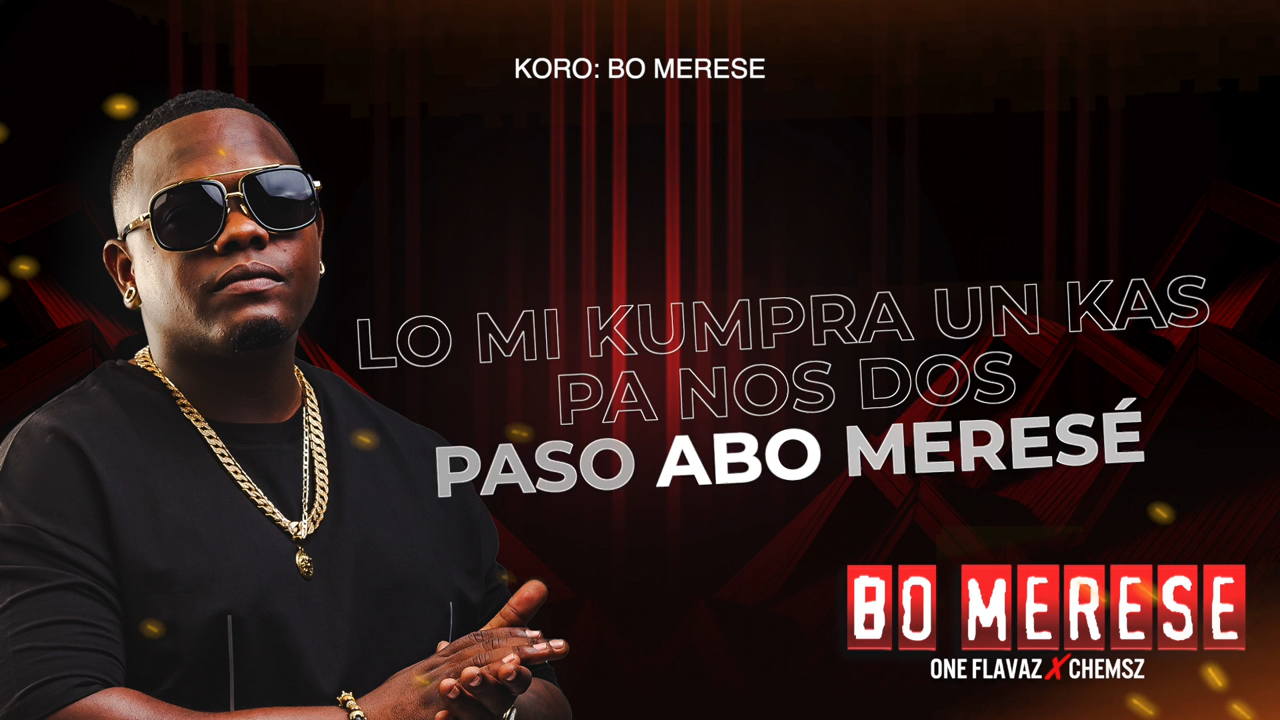 KORO: BO MERESE
LO MI KUMPRA UN KAS
PA NOS DOS
PASO ABO MERESÉ
BO MERESE
ONE FLAVAZ X CHEMSZ